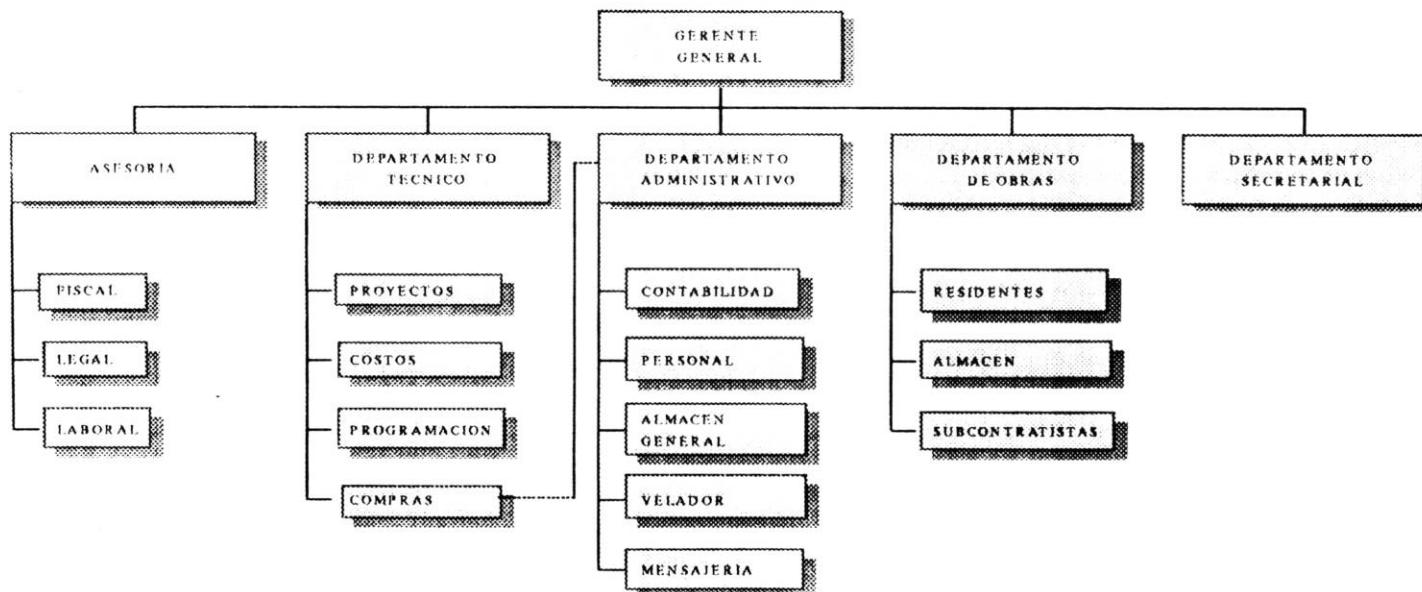 GERENTE
GENERAL
ASESORIA
DEPARTAMENTO
TECNICO
DEPARTAMENTO
ADMINISTRATIVO
DEPARTAMENTO
DE OBRAS
DEPARTAMENTO
SECRETARIAL
FISCAL
LEGAL
LABORAL
PROYECTOS
COSTOS
PROGRAMACION
COMPRAS
CONTABILIDAD
PERSONAL
ALMACEN
GENERAL
VELADOR
MENSAJERIA
RESIDENTES
ALMACEN
SUBCONTRATISTAS